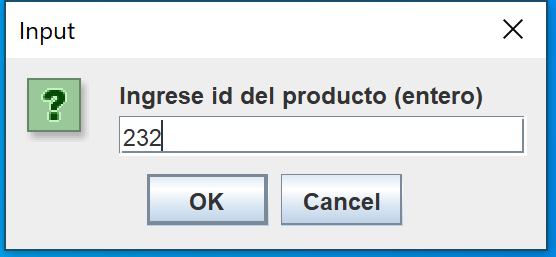 Input
Ingrese id del producto (entero)
232
OK
Cancel